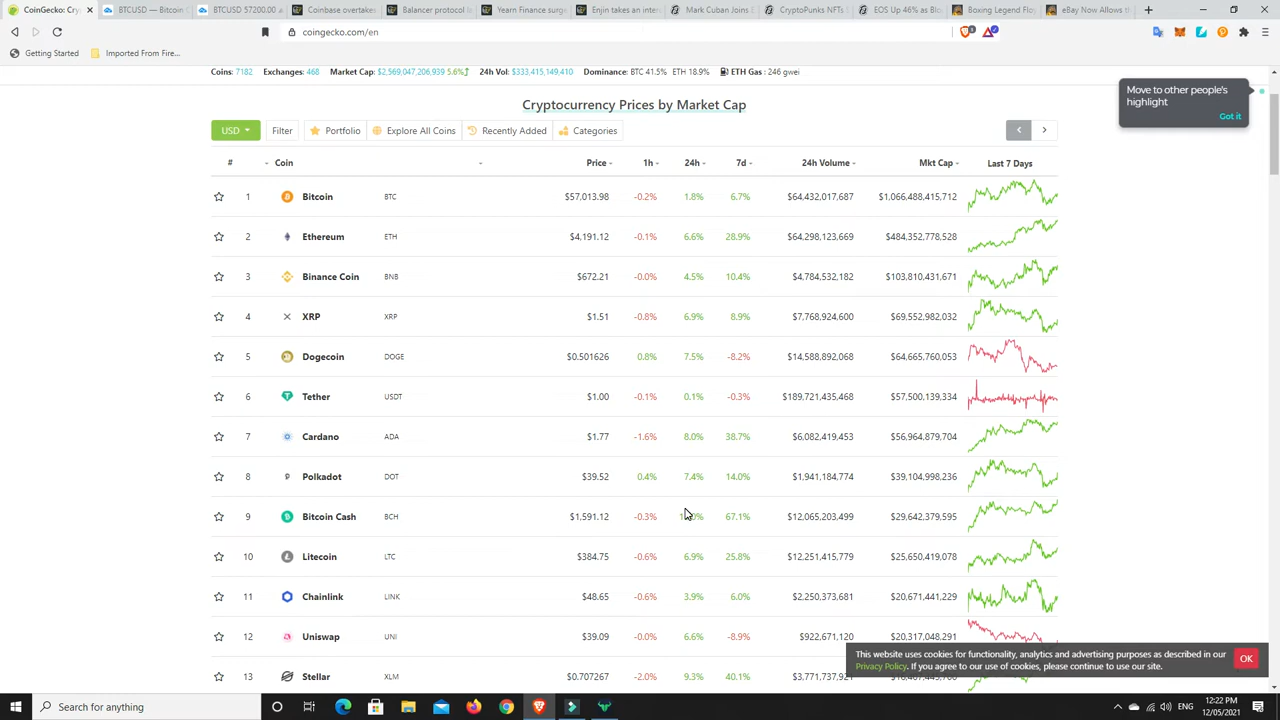 CoinGecko: Cry
BTCUSD — Bitcoin
BTCUSD 57200.00
Coinbase overtakes
Balancer protocol
Yearn Finance surge
Enjin takes an inter
Mark Cuban Joins E
CryptoPunks NFTs
EOS Up 46% as Blo
Boxing Legend Floy
eBay Now Allows t
coingecko.com/en
Getting Started Imported From Fire...
Coins: 7182 Exchanges: 468 Market Cap: $2,569,047,206,939 5.6% 24h Vol: $333,415,149,410 Dominance: BTC 41.5% ETH 18.9% ETH Gas: 246 gwei
Move to other people's
highlight
Got it
Cryptocurrency Prices by Market Cap
USD Filter Portfolio Explore All Coins Recently Added Categories
# Coin Price 1h 24h 7d 24h Volume Mkt Cap Last 7 Days
1 Bitcoin BTC $57,013.98 -0.2% 1.8% 6.7% $64,432,017,687 $1,066,488,415,712
2 Ethereum ETH $4,191.12 -0.1% 6.6% 28.9% $64,298,123,669 $484,352,778,528
3 Binance Coin BNB $672.21 -0.0% 4.5% 10.4% $4,784,532,182 $103,810,431,671
4 XRP XRP $1.51 -0.8% 6.9% 8.9% $7,768,924,600 $69,552,982,032
5 Dogecoin DOGE $0.501626 0.8% 7.5% -8.2% $14,588,892,068 $64,665,760,053
6 Tether USDT $1.00 -0.1% 0.1% -0.3% $189,721,435,468 $57,500,139,334
7 Cardano ADA $1.77 -1.6% 8.0% 38.7% $6,082,419,453 $56,964,879,704
8 Polkadot DOT $39.52 0.4% 7.4% 14.0% $1,941,184,774 $39,104,998,236
9 Bitcoin Cash BCH $1,591.12 -0.3% 67.1% $12,065,203,499 $29,642,379,595
10 Litecoin LTC $384.75 -0.6% 6.9% 25.8% $12,251,415,779 $25,650,419,078
11 Chainlink LINK $48.65 -0.6% 3.9% 6.0% $2,250,373,681 $20,671,441,229
12 Uniswap UNI $39.09 -0.0% 6.6% -8.9% $922,671,120 $20,317,048,291
13 Stellar XLM $0.707267 -2.0% 9.3% 40.1%
This website uses cookies for functionality, analytics and advertising purposes as described in our
Privacy Policy. If you agree to our use of cookies, please continue to use our site.
OK
Search for anything
ENG
12:22 PM
12/05/2021